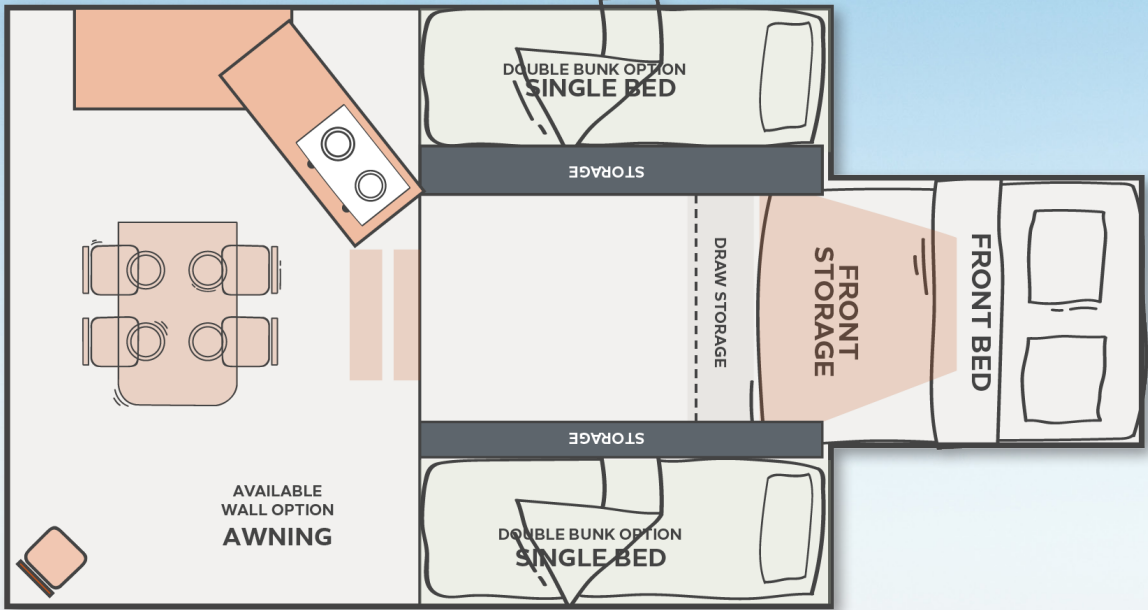 DOUBLE BUNK OPTION
SINGLE BED
STORAGE
DRAW STORAGE
FRONT
STORAGE
FRONT BED
STORAGE
AVAILABLE
WALL OPTION
AWNING
DOUBLE BUNK OPTION
SINGLE BED